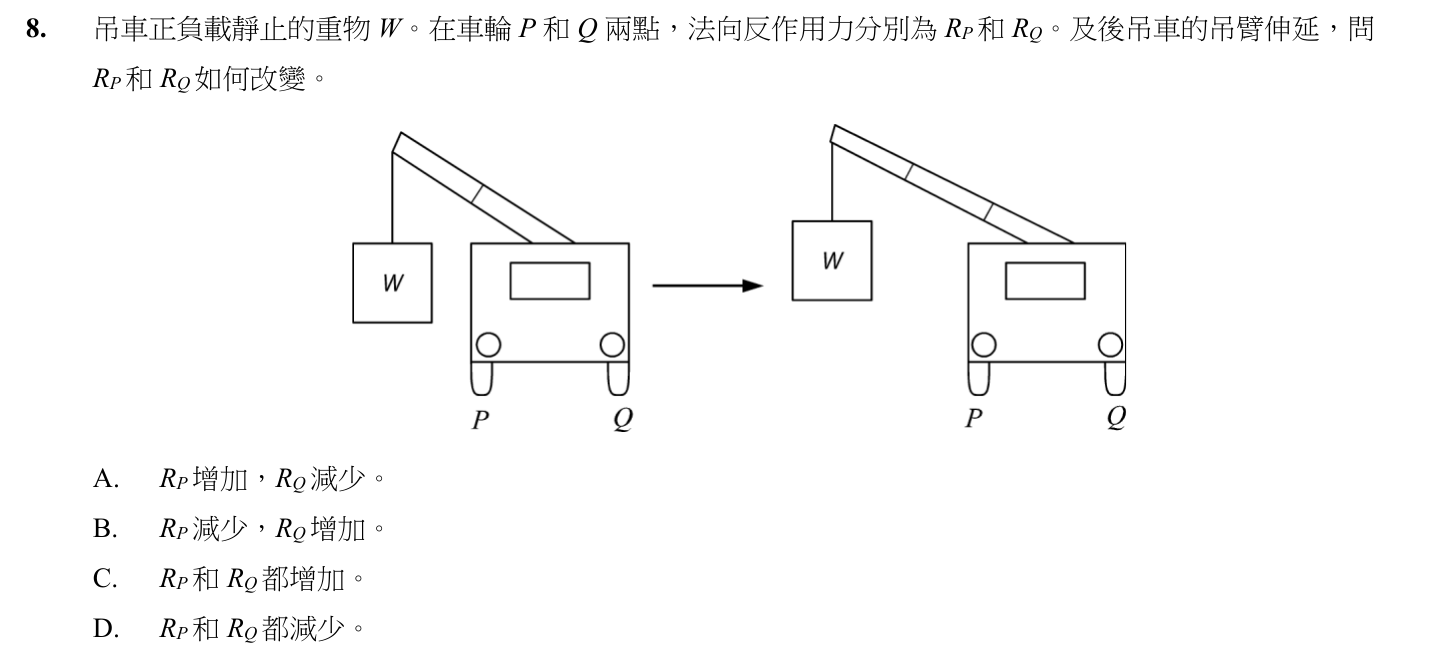 8. 吊車正負載靜止的重物 W。在車輪 P 和 Q 兩點，法向反作用力分別為 RP 和 RQ。及後吊車的吊臂伸延，問
RP 和 RQ 如何改變。
W
W
P
Q
P
Q
A. RP 增加，RQ 減少。
B. RP 減少，RQ 增加。
C. RP 和 RQ 都增加。
D. RP 和 RQ 都減少。